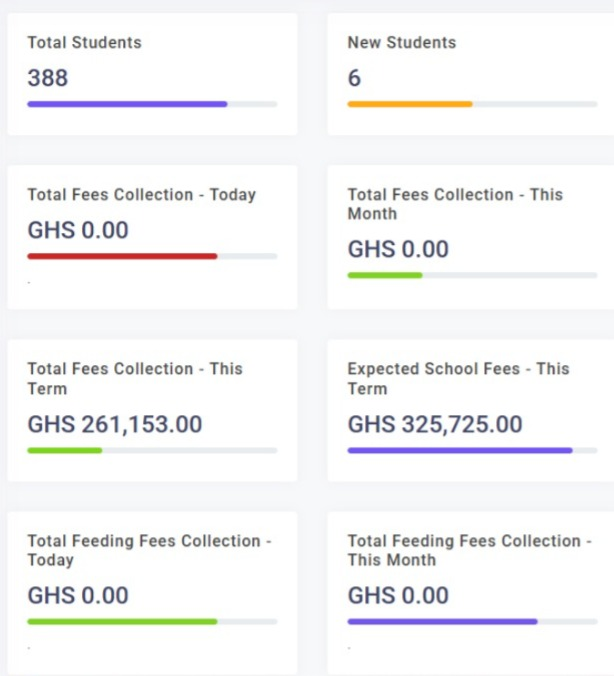 Total Students
388
New Students
6
Total Fees Collection - Today
GHS 0.00
.
Total Fees Collection - This
Month
GHS 0.00
Total Fees Collection - This
Term
GHS 261,153.00
Expected School Fees - This
Term
GHS 325,725.00
Total Feeding Fees Collection -
Today
GHS 0.00
.
Total Feeding Fees Collection -
This Month
GHS 0.00
.